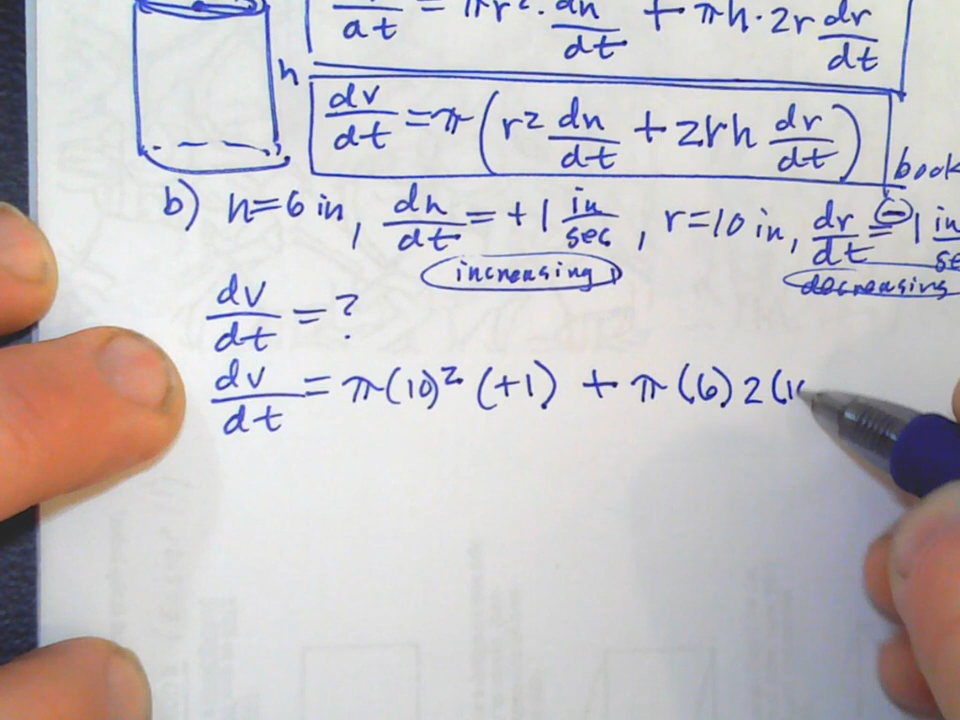 dv/dt = πr² · dh/dt + πh · 2r dr/dt
h
dv/dt = π(r² dh/dt + 2rh dr/dt)
book
b) h=6 in, dh/dt = +1 in/sec, r=10 in, dr/dt = -1 in/se
increasing decreasing
dv/dt = ?
dv/dt = π(10)² (+1) + π(6) 2(10